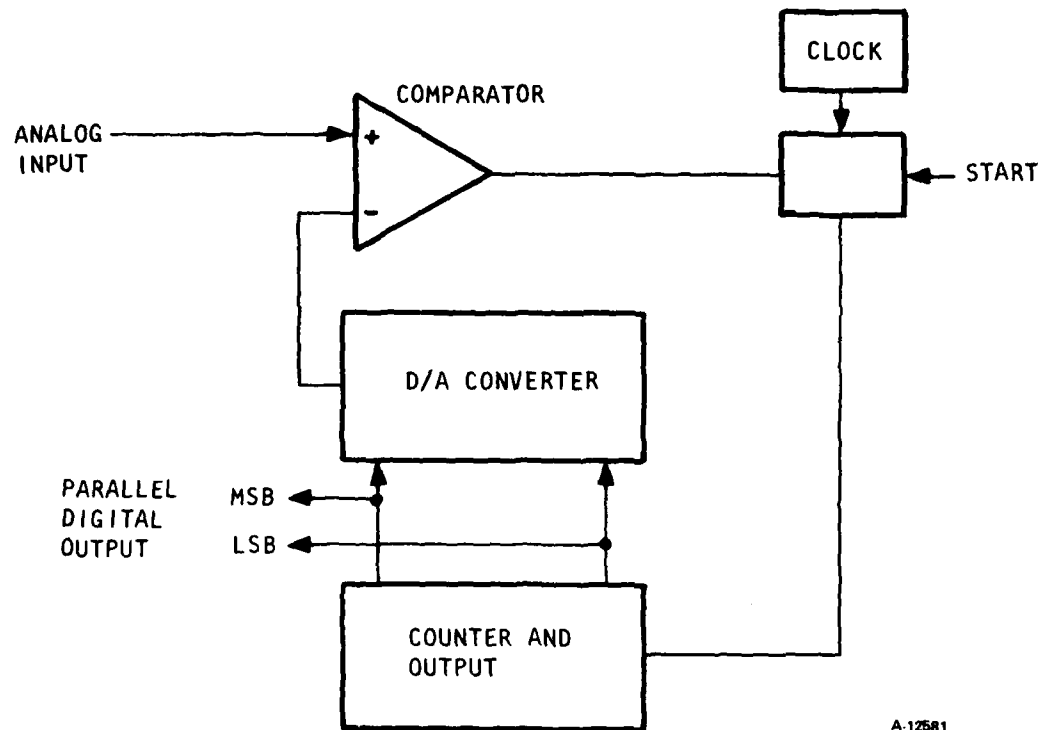 CLOCK
COMPARATOR
ANALOG
INPUT
+
-
START
D/A CONVERTER
PARALLEL
DIGITAL
OUTPUT
MSB
LSB
COUNTER AND
OUTPUT
A-12581